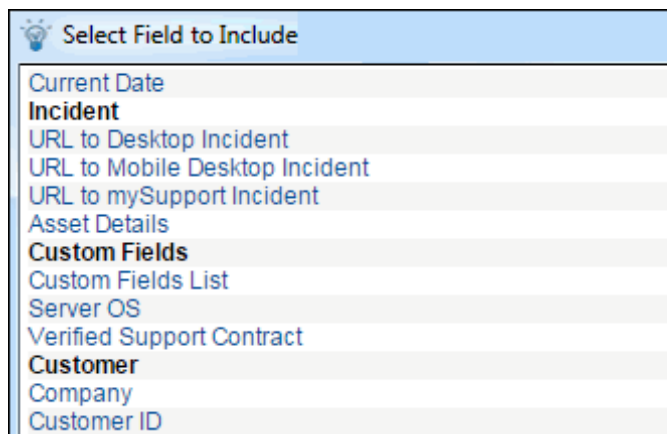 Select Field to Include
Current Date
Incident
URL to Desktop Incident
URL to Mobile Desktop Incident
URL to mySupport Incident
Asset Details
Custom Fields
Custom Fields List
Server OS
Verified Support Contract
Customer
Company
Customer ID